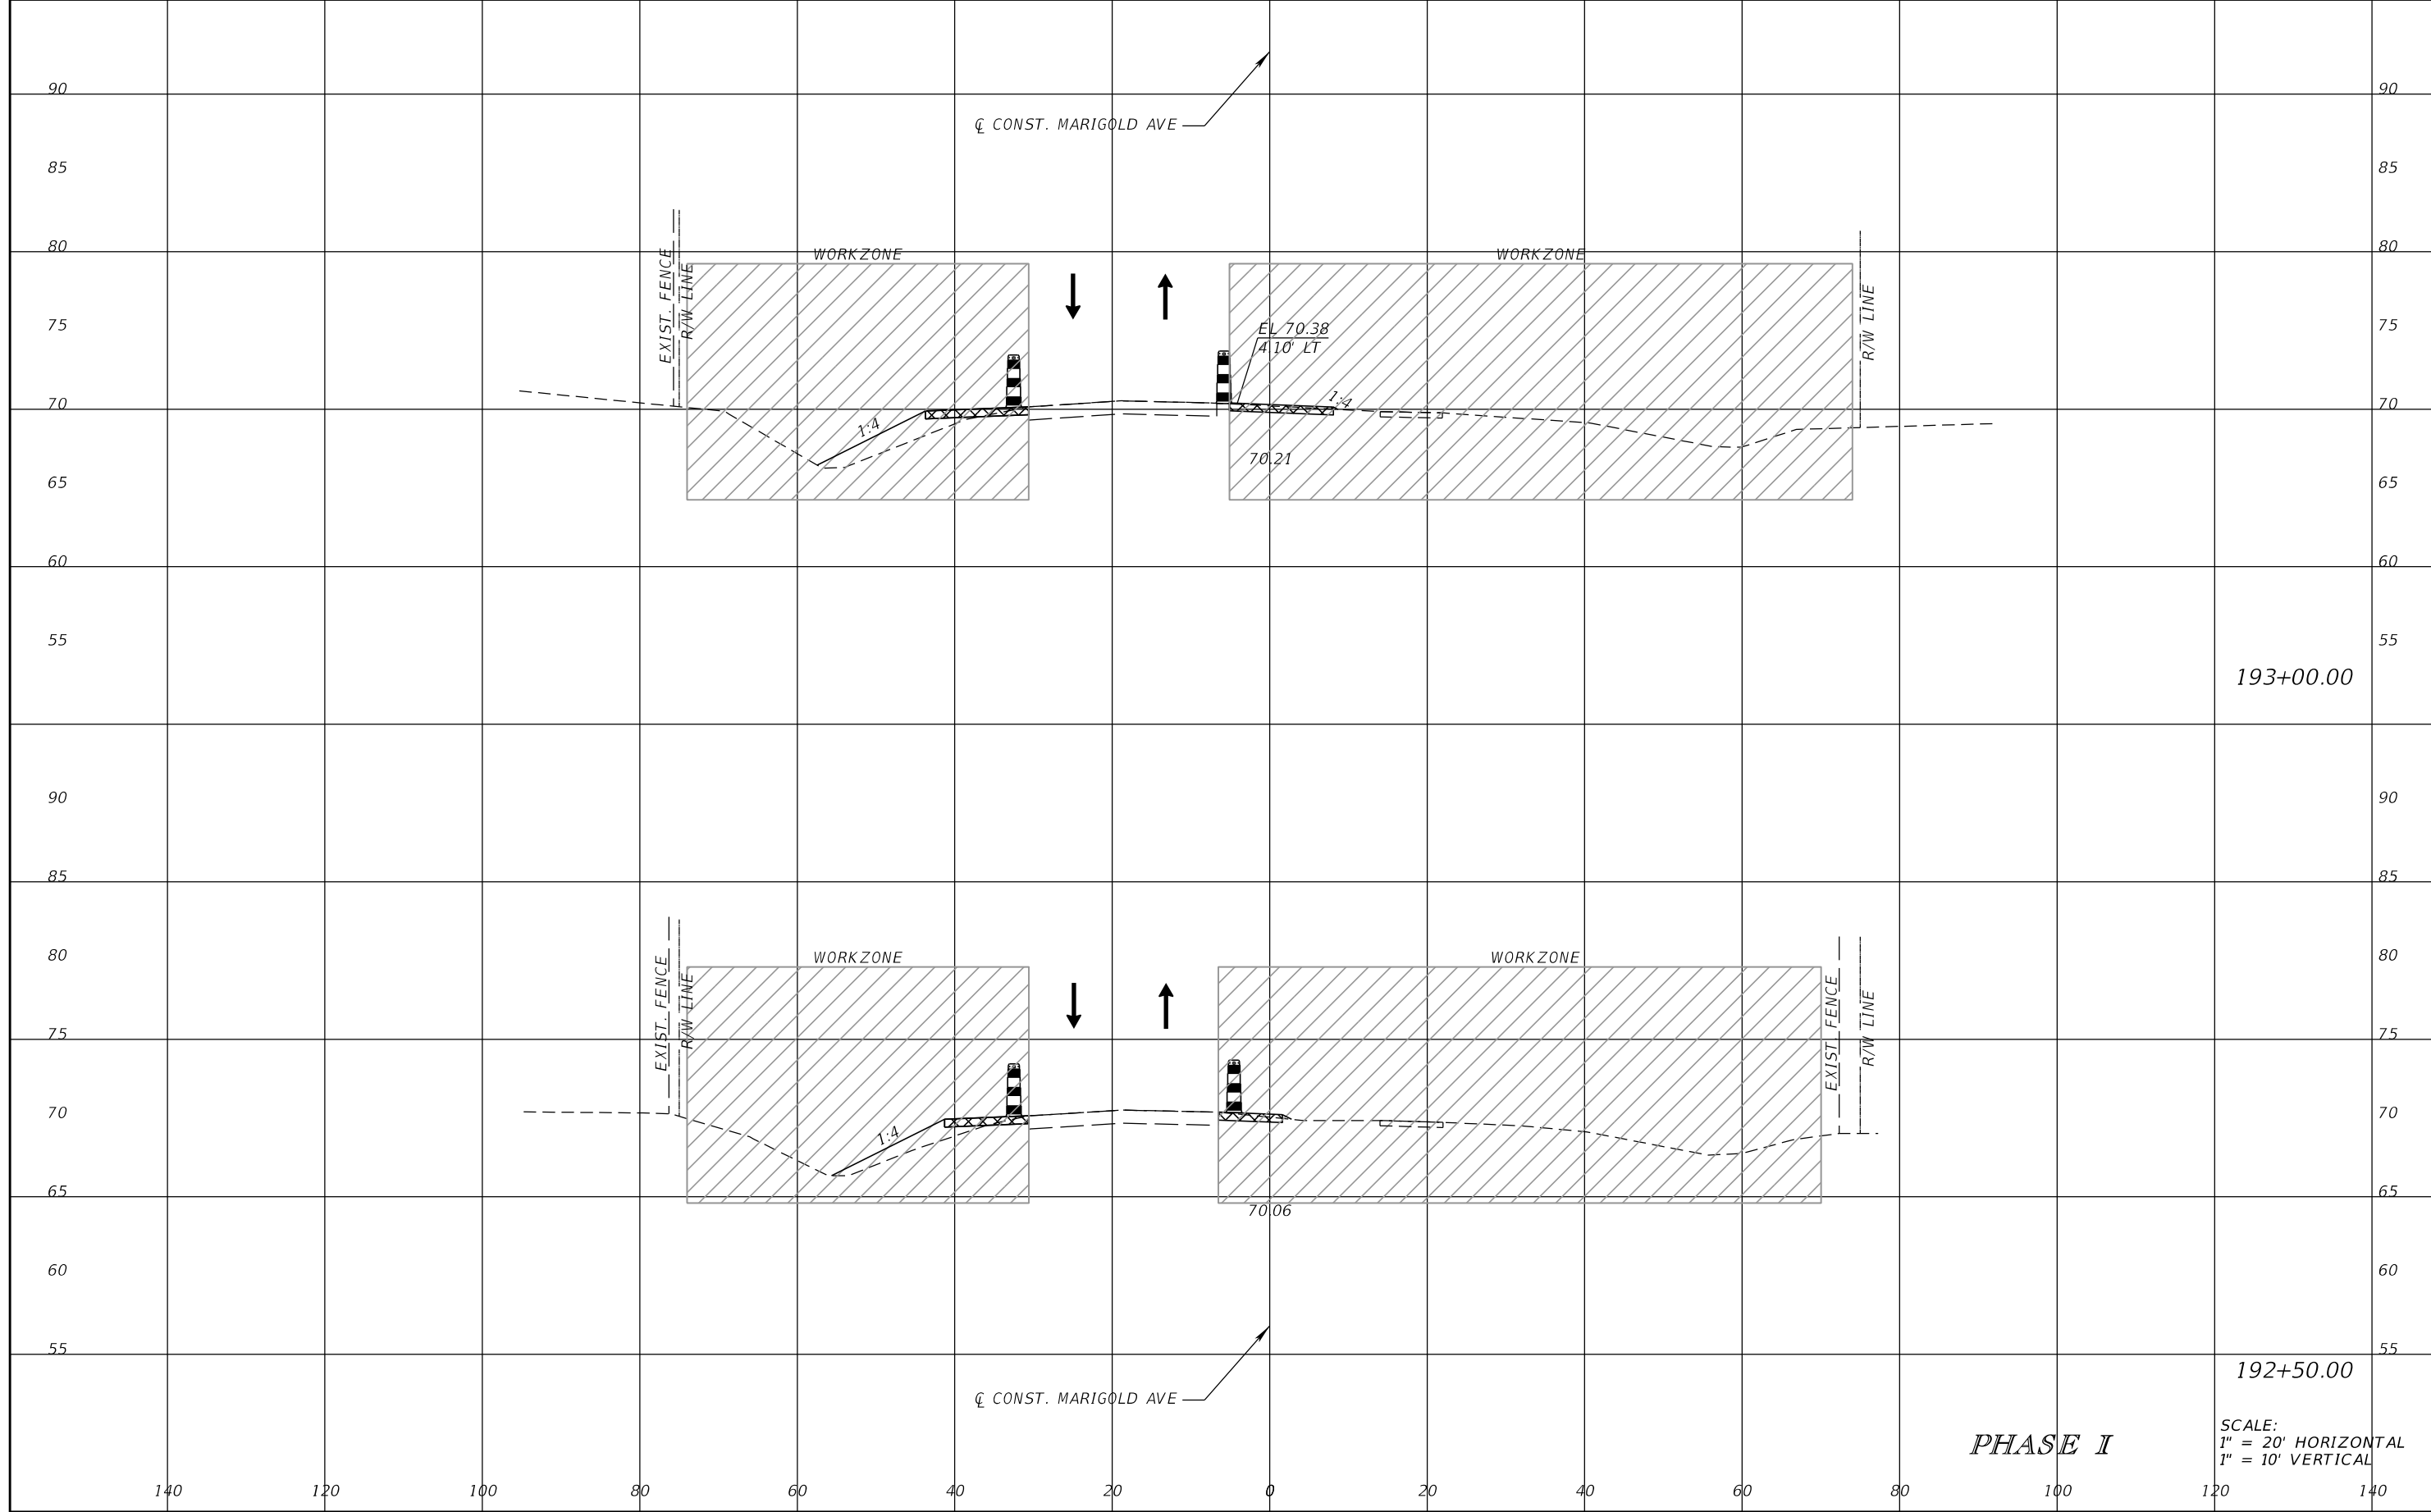 90 90
℄ CONST. MARIGOLD AVE
85 85
80 80
WORKZONE WORKZONE
EXIST. FENCE
R/W LINE
R/W LINE
75 75
EL 70.38
4.10' LT
70 70
1:4
1:4
70.21
65 65
60 60
55 55
193+00.00
90 90
85 85
80 80
WORKZONE WORKZONE
EXIST. FENCE
R/W LINE
EXIST. FENCE
R/W LINE
75 75
70 70
1:4
65 65
70.06
60 60
55 55
192+50.00
℄ CONST. MARIGOLD AVE
PHASE I
SCALE:
1" = 20' HORIZONTAL
1" = 10' VERTICAL
140 120 100 80 60 40 20 0 20 40 60 80 100 120 140